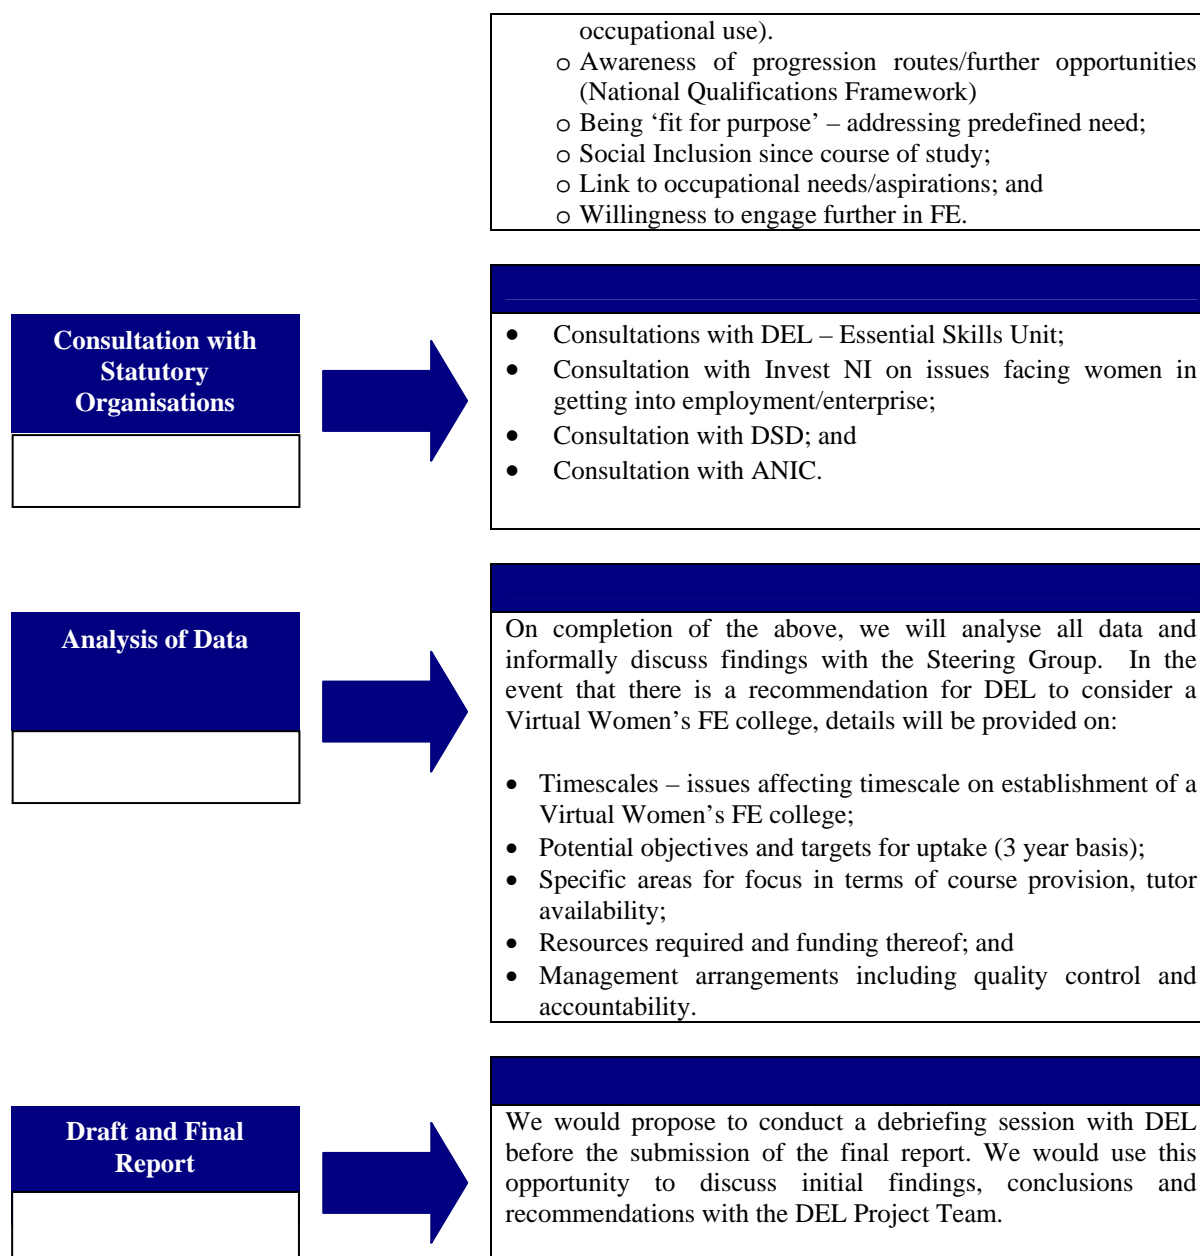 occupational use).
o Awareness of progression routes/further opportunities
(National Qualifications Framework)
o Being ‘fit for purpose’ – addressing predefined need;
o Social Inclusion since course of study;
o Link to occupational needs/aspirations; and
o Willingness to engage further in FE.
Consultation with
Statutory
Organisations
• Consultations with DEL – Essential Skills Unit;
• Consultation with Invest NI on issues facing women in
getting into employment/enterprise;
• Consultation with DSD; and
• Consultation with ANIC.
Analysis of Data
On completion of the above, we will analyse all data and
informally discuss findings with the Steering Group. In the
event that there is a recommendation for DEL to consider a
Virtual Women’s FE college, details will be provided on:
• Timescales – issues affecting timescale on establishment of a
Virtual Women’s FE college;
• Potential objectives and targets for uptake (3 year basis);
• Specific areas for focus in terms of course provision, tutor
availability;
• Resources required and funding thereof; and
• Management arrangements including quality control and
accountability.
Draft and Final
Report
We would propose to conduct a debriefing session with DEL
before the submission of the final report. We would use this
opportunity to discuss initial findings, conclusions and
recommendations with the DEL Project Team.